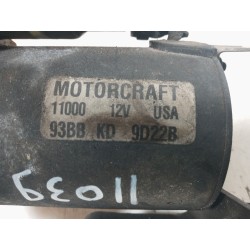 MOTORCRAFT
11000 12V USA
93BB KD 9D22B
11039